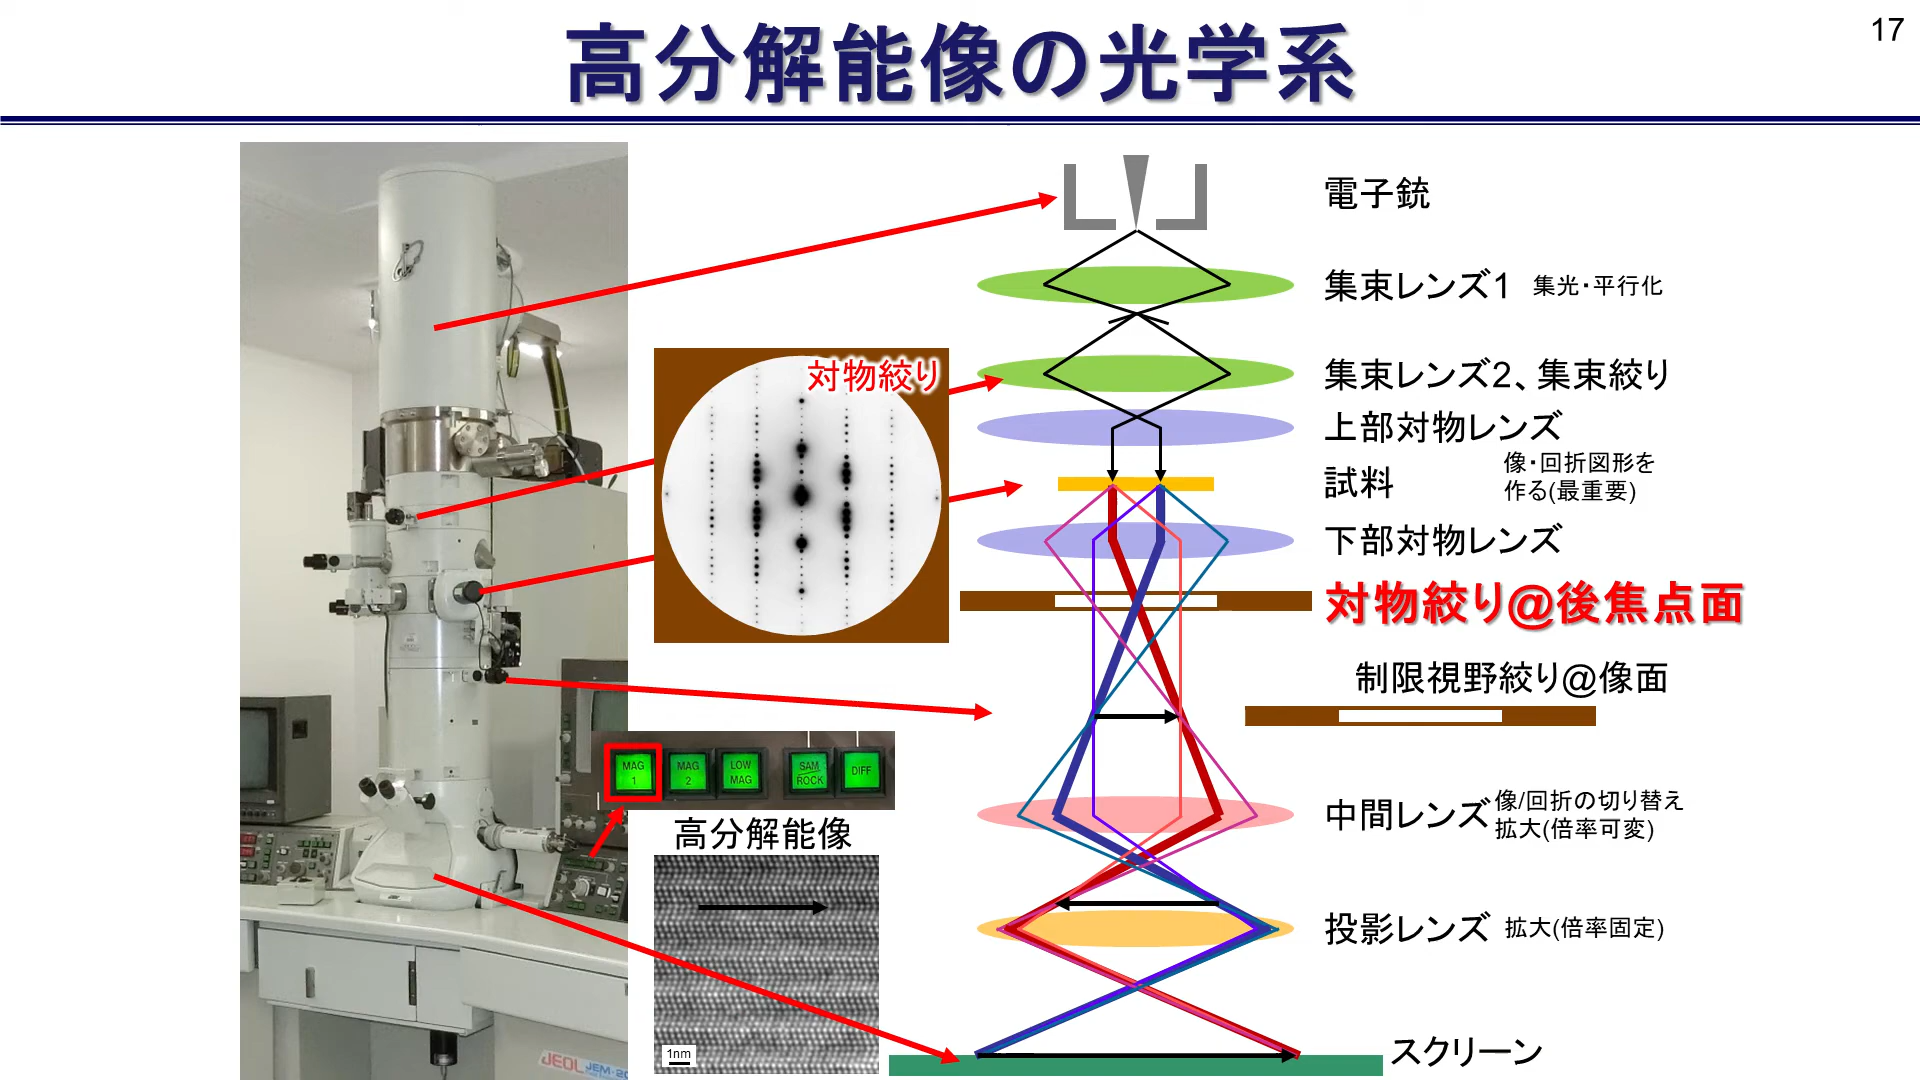 17
高分解能像の光学系
電子銃
集束レンズ1 集光・平行化
対物絞り
集束レンズ2、集束絞り
上部対物レンズ
試料
像・回折図形を
作る(最重要)
下部対物レンズ
対物絞り@後焦点面
制限視野絞り@像面
MAG
1
MAG
2
LOW
MAG
SAM
ROCK
DIFF
高分解能像
中間レンズ
像/回折の切り替え
拡大(倍率可変)
投影レンズ 拡大(倍率固定)
1nm
スクリーン
JEOL JEM-20